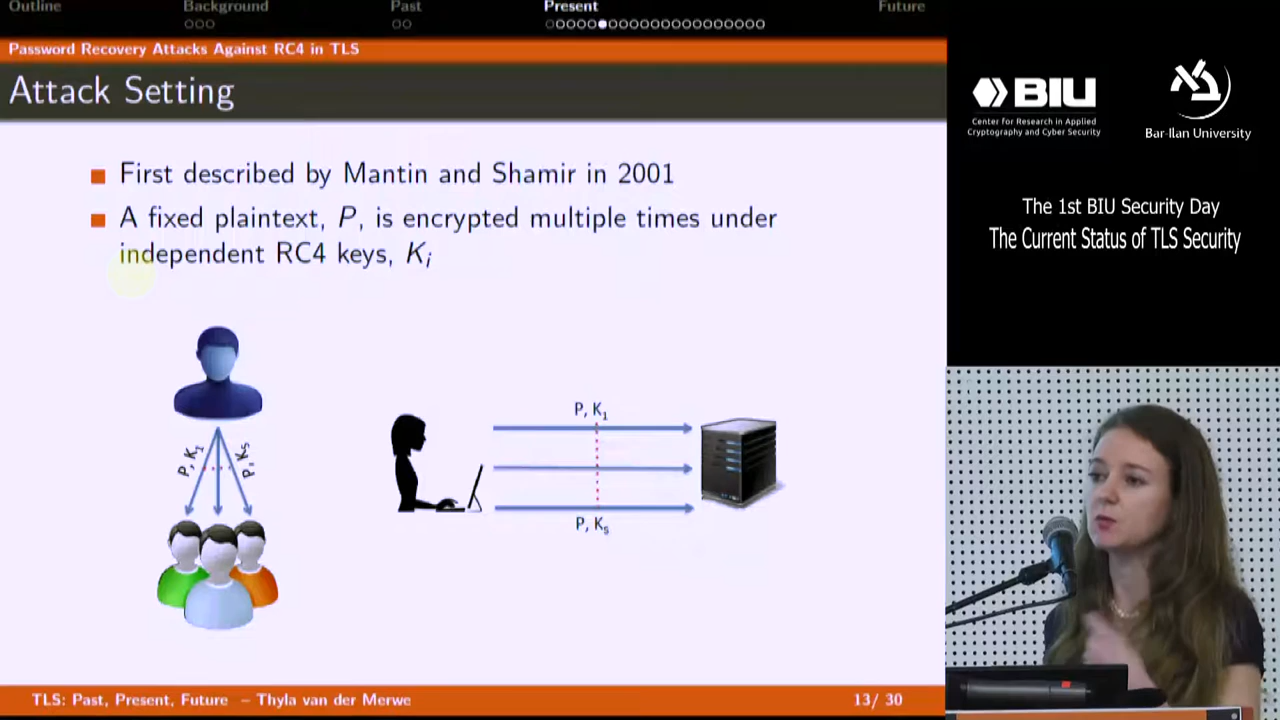 Outline
Background
Past
Present
Future
Password Recovery Attacks Against RC4 in TLS
Attack Setting
First described by Mantin and Shamir in 2001
A fixed plaintext, P, is encrypted multiple times under
independent RC4 keys, Ki
P, K1
P, Ks
P, K1
P, Ks
TLS: Past, Present, Future – Thyla van der Merwe
13/ 30
BIU
Center for Research in Applied
Cryptography and Cyber Security
Bar-Ilan University
The 1st BIU Security Day
The Current Status of TLS Security